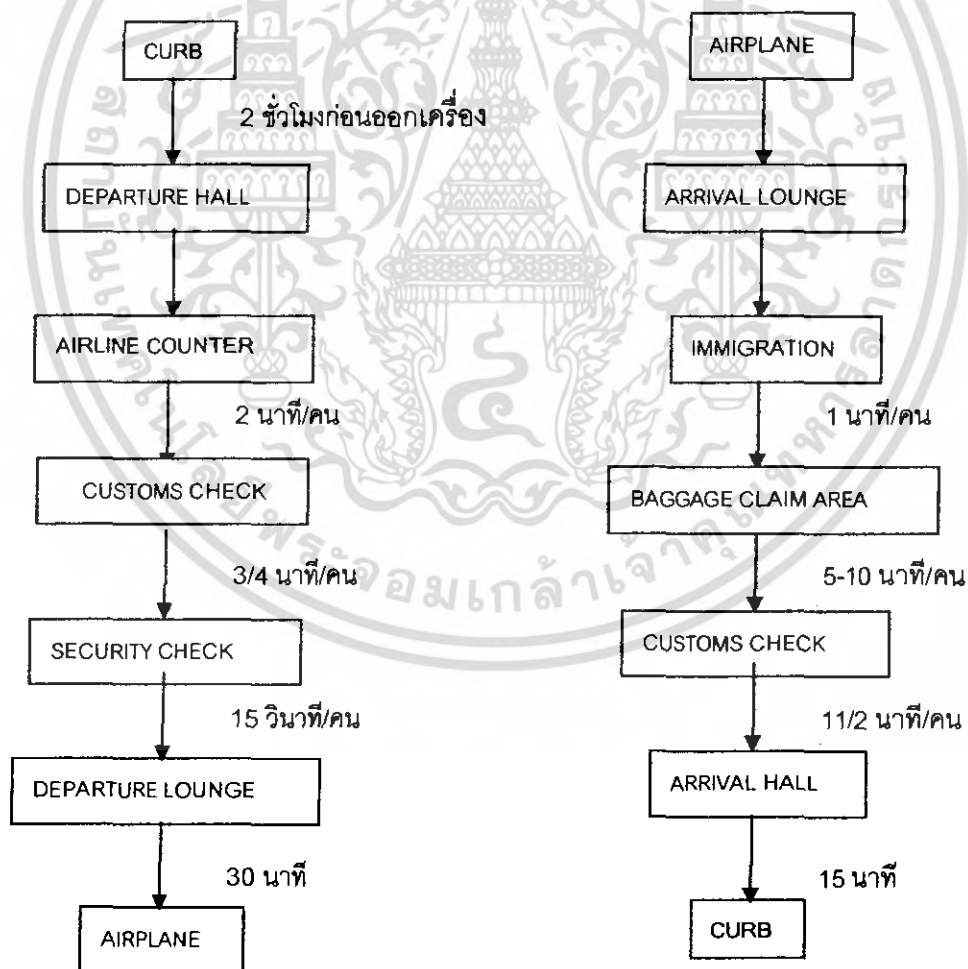 CURB
2 ชั่วโมงก่อนออกเครื่อง
DEPARTURE HALL
AIRLINE COUNTER
2 นาที/คน
CUSTOMS CHECK
3/4 นาที/คน
SECURITY CHECK
15 วินาที/คน
DEPARTURE LOUNGE
30 นาที
AIRPLANE
AIRPLANE
ARRIVAL LOUNGE
IMMIGRATION
1 นาที/คน
BAGGAGE CLAIM AREA
5-10 นาที/คน
CUSTOMS CHECK
11/2 นาที/คน
ARRIVAL HALL
15 นาที
CURB